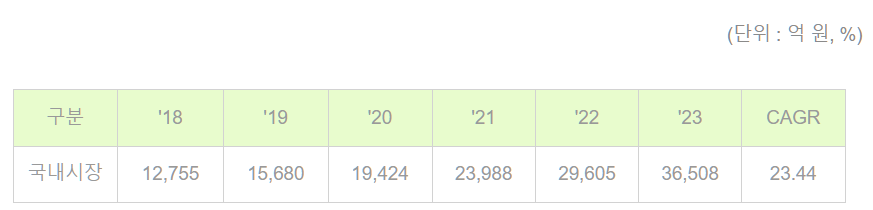 (단위 : 억 원, %)
구분 '18 '19 '20 '21 '22 '23 CAGR
국내시장 12,755 15,680 19,424 23,988 29,605 36,508 23.44